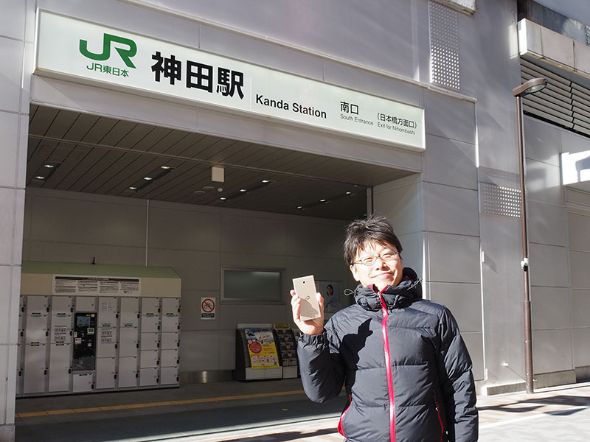 JR
JR東日本
神田駅
Kanda Station
南口
South Entrance
(日本橋方面口)
Exit for Nihombashi